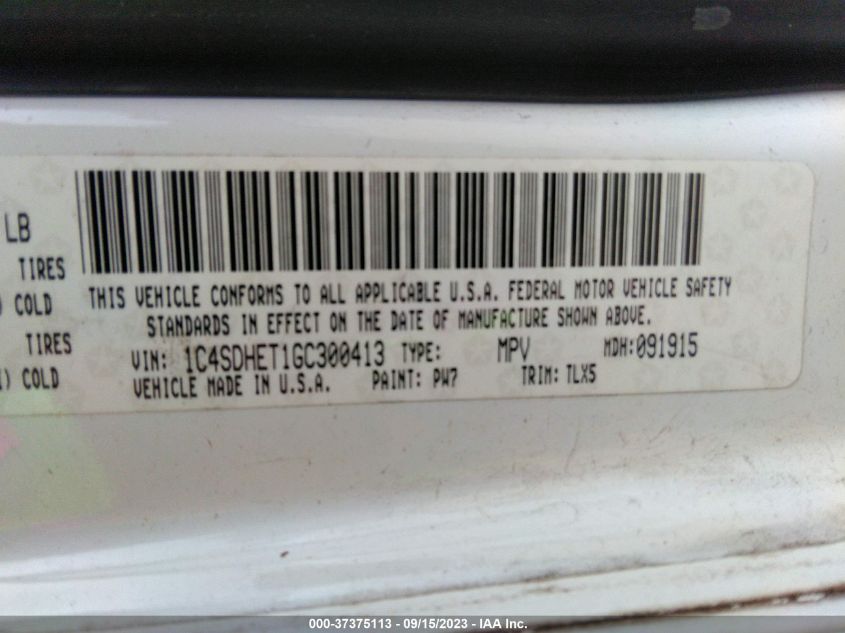 LB
TIRES
) COLD
TIRES
) COLD
THIS VEHICLE CONFORMS TO ALL APPLICABLE U.S.A. FEDERAL MOTOR VEHICLE SAFETY
STANDARDS IN EFFECT ON THE DATE OF MANUFACTURE SHOWN ABOVE.
VIN: 1C4SDHET1GC300413 TYPE: MPV MDH:091915
VEHICLE MADE IN U.S.A. PAINT: PW7 TRIM: TLX5
000-37375113 - 09/15/2023 - IAA Inc.